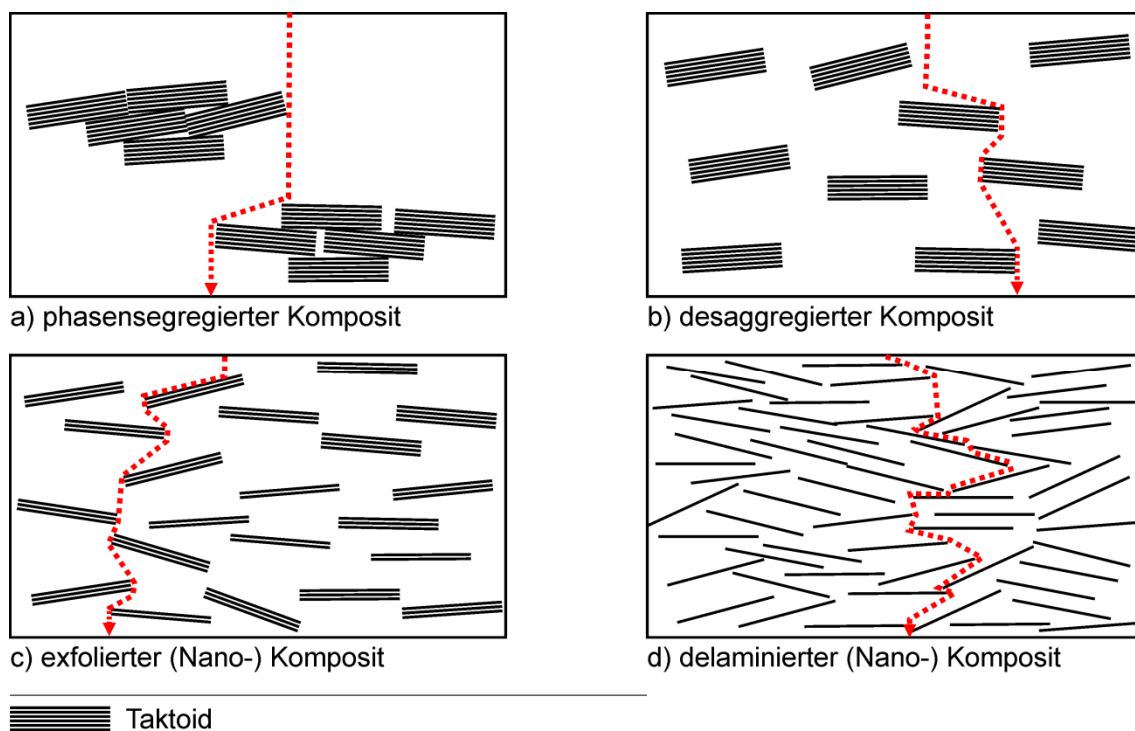 a) phasensegregierter Komposit
b) desaggregierter Komposit
c) exfolierter (Nano-) Komposit
d) delaminierter (Nano-) Komposit
Taktoid